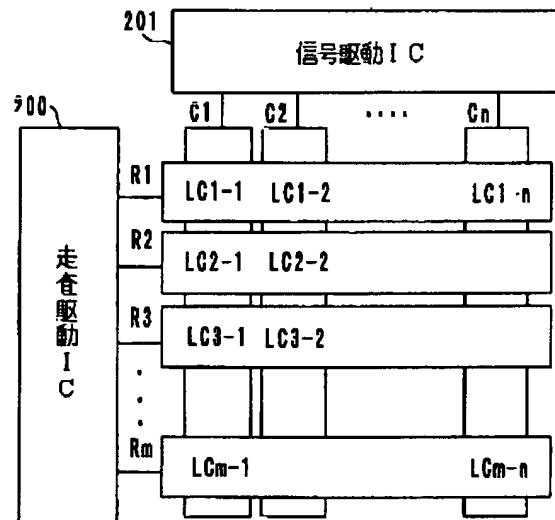 201
信号駆動IC
200
C1 C2 ···· Cn
R1 LC1-1 LC1-2 LC1-n
R2 LC2-1 LC2-2
R3 LC3-1 LC3-2
Rm LCm-1 LCm-n
走査駆動IC